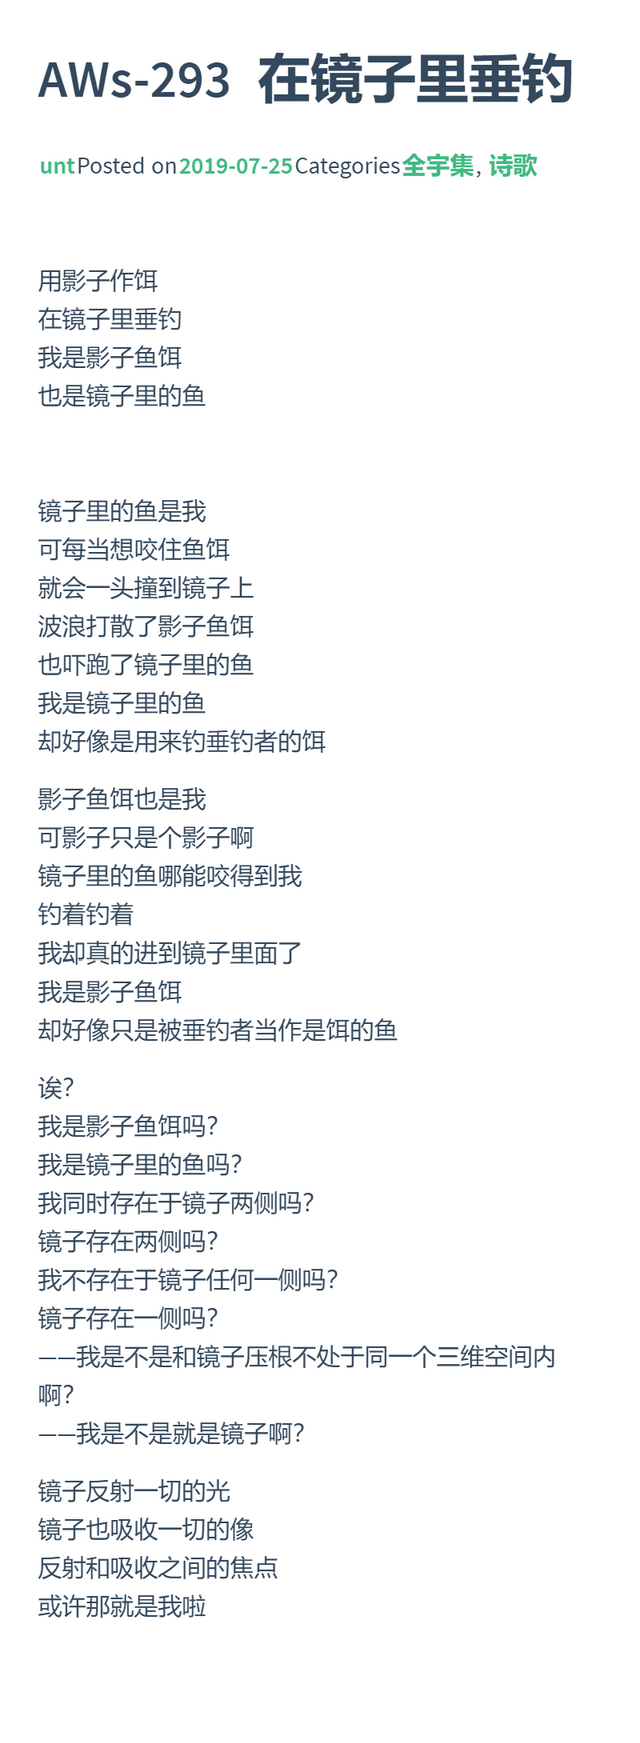 AWs-293 在镜子里垂钓
untPosted on2019-07-25Categories全宇集, 诗歌
用影子作饵
在镜子里垂钓
我是影子鱼饵
也是镜子里的鱼
镜子里的鱼是我
可每当想咬住鱼饵
就会一头撞到镜子上
波浪打散了影子鱼饵
也吓跑了镜子里的鱼
我是镜子里的鱼
却好像是用来钓垂钓者的饵
影子鱼饵也是我
可影子只是个影子啊
镜子里的鱼哪能咬得到我
钓着钓着
我却真的进到镜子里面了
我是影子鱼饵
却好像只是被垂钓者当作是饵的鱼
诶？
我是影子鱼饵吗？
我是镜子里的鱼吗？
我同时存在于镜子两侧吗？
镜子存在两侧吗？
我不存在于镜子任何一侧吗？
镜子存在一侧吗？
——我是不是和镜子压根不处于同一个三维空间内
啊？
——我是不是就是镜子啊？
镜子反射一切的光
镜子也吸收一切的像
反射和吸收之间的焦点
或许那就是我啦